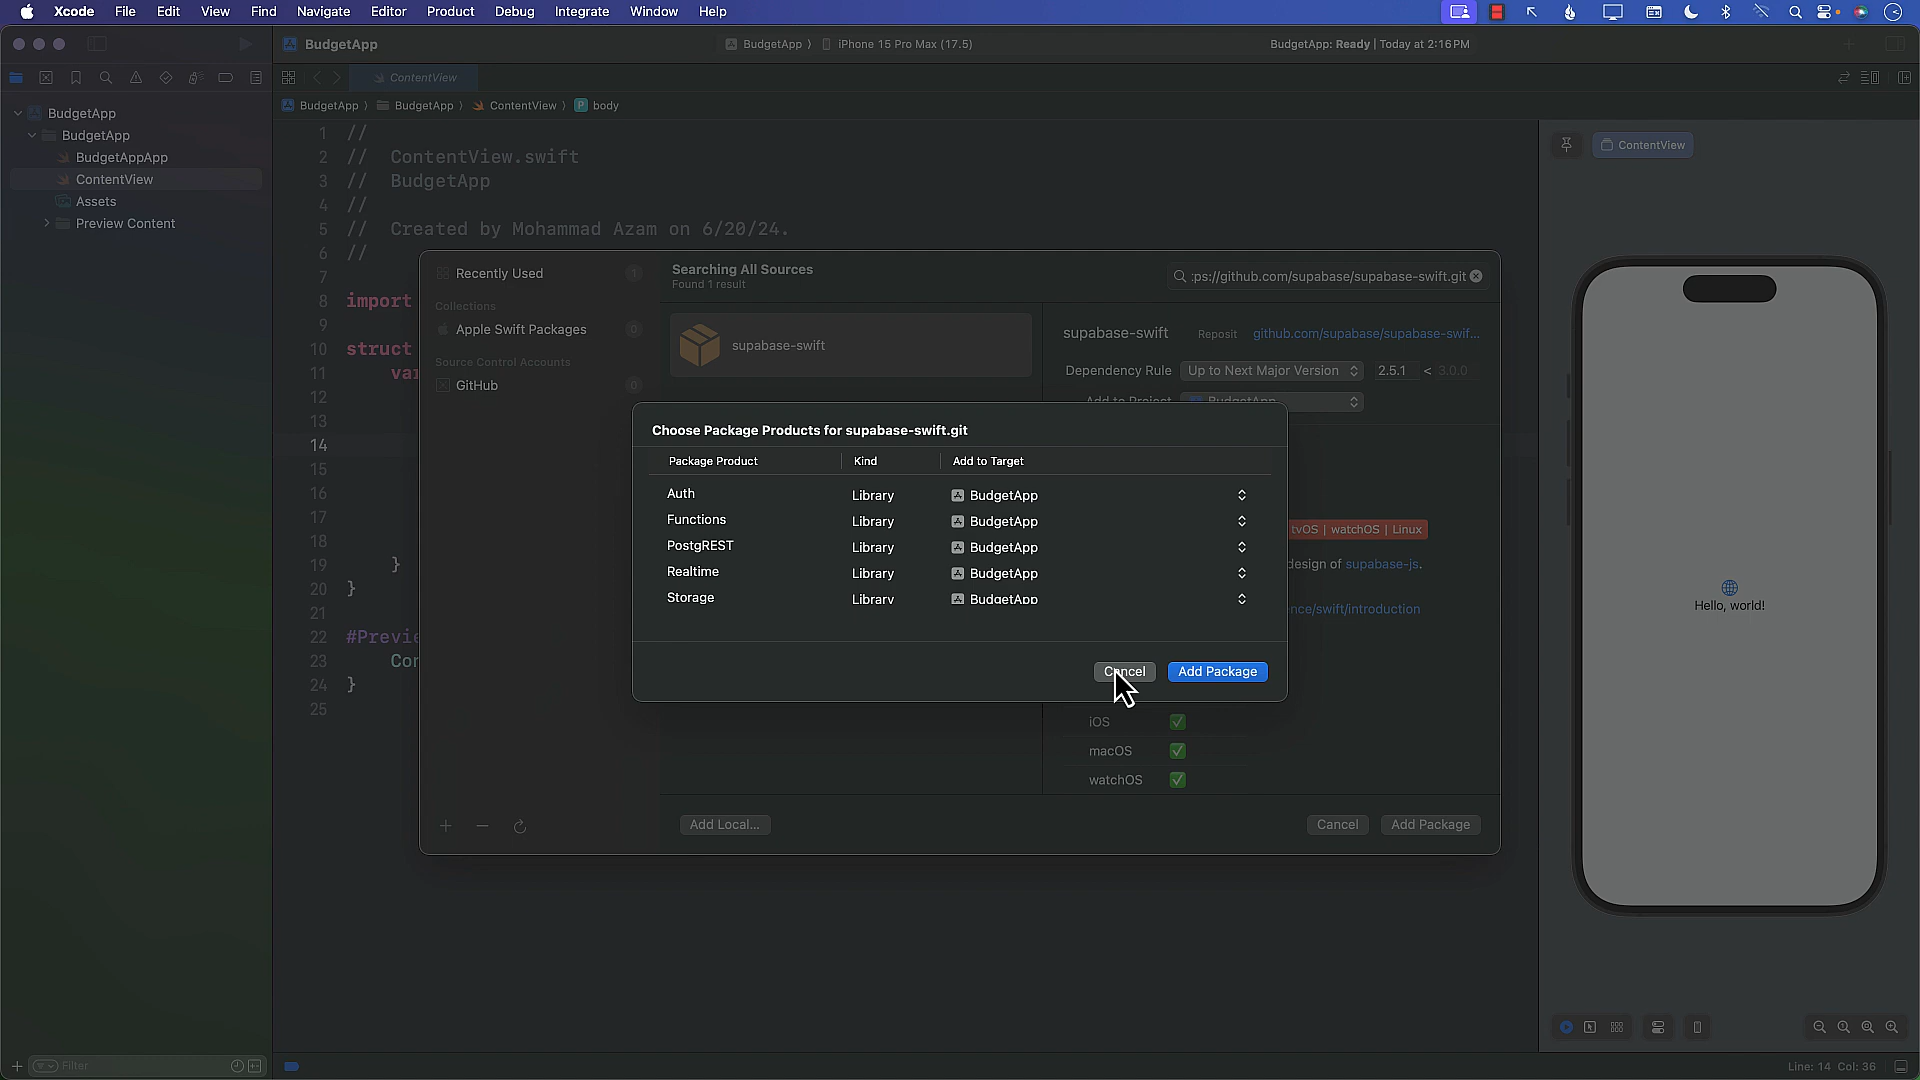 Xcode File Edit View Find Navigate Editor Product Debug Integrate Window Help
BudgetApp
BudgetApp
iPhone 15 Pro Max (17.5)
BudgetApp: Ready | Today at 2:16 PM
ContentView
BudgetApp
BudgetApp
ContentView
P body
BudgetApp
BudgetApp
BudgetAppApp
ContentView
Assets
Preview Content
1 //
2 // ContentView.swift
3 // BudgetApp
4 //
5 // Created by Mohammad Azam on 6/20/24.
6 //
7
8 import
9
10 struct
11 var
12
13
14
15
16
17
18
19 }
20 }
21
22 #Previe
23 Con
24 }
25
Recently Used 1
Collections
Apple Swift Packages 0
Source Control Accounts
GitHub 0
Searching All Sources
Found 1 result
:ps://github.com/supabase/supabase-swift.git
supabase-swift
supabase-swift
Reposit
github.com/supabase/supabase-swif...
Dependency Rule Up to Next Major Version 2.5.1 < 3.0.0
Add to Project BudgetApp
Choose Package Products for supabase-swift.git
Package Product Kind Add to Target
Auth Library BudgetApp
Functions Library BudgetApp
PostgREST Library BudgetApp
Realtime Library BudgetApp
Storage Library BudgetApp
Cancel Add Package
tvOS | watchOS | Linux
design of supabase-js.
nce/swift/introduction
iOS
macOS
watchOS
Add Local...
Cancel
Add Package
ContentView
Hello, world!
Filter
Line: 14 Col: 36